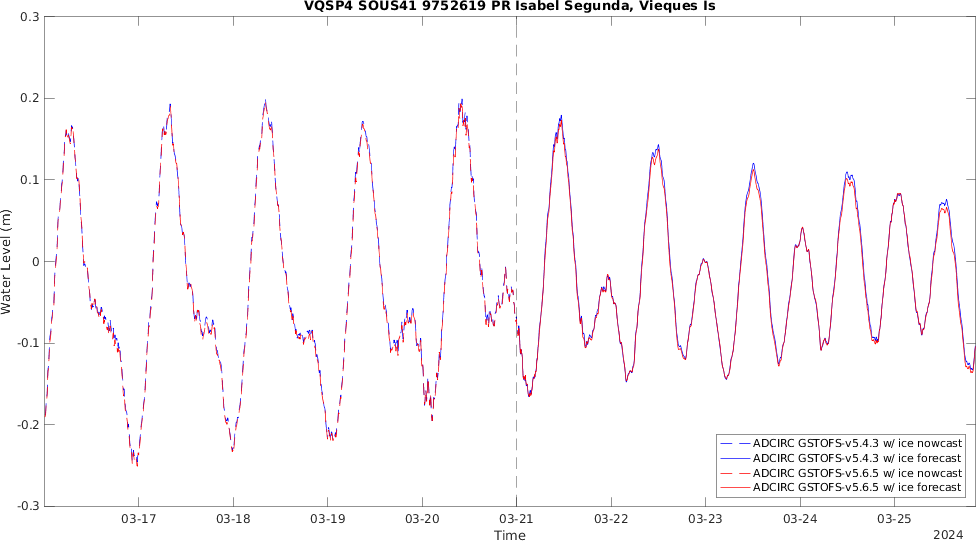 VQSP4 SOUS41 9752619 PR Isabel Segunda, Vieques Is
0.3
0.2
0.1
0
-0.1
-0.2
-0.3
Water Level (m)
ADCIRC GSTOFS-v5.4.3 w/ ice nowcast
ADCIRC GSTOFS-v5.4.3 w/ ice forecast
ADCIRC GSTOFS-v5.6.5 w/ ice nowcast
ADCIRC GSTOFS-v5.6.5 w/ ice forecast
03-17 03-18 03-19 03-20 03-21 03-22 03-23 03-24 03-25
Time
2024